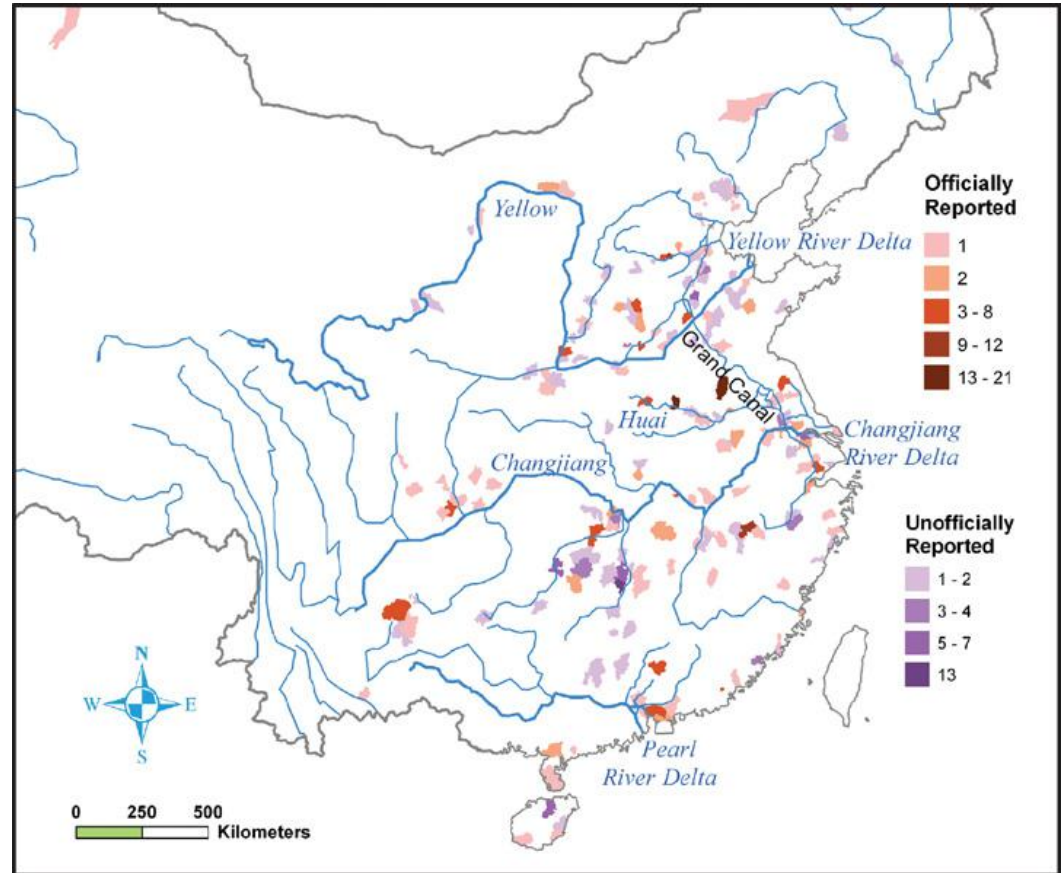 Yellow
Yellow River Delta
Grand Canal
Huai
Changjiang
Changjiang
River Delta
Pearl
River Delta
Officially
Reported
1
2
3 - 8
9 - 12
13 - 21
Unofficially
Reported
1 - 2
3 - 4
5 - 7
13
N
W
E
S
0 250 500
Kilometers